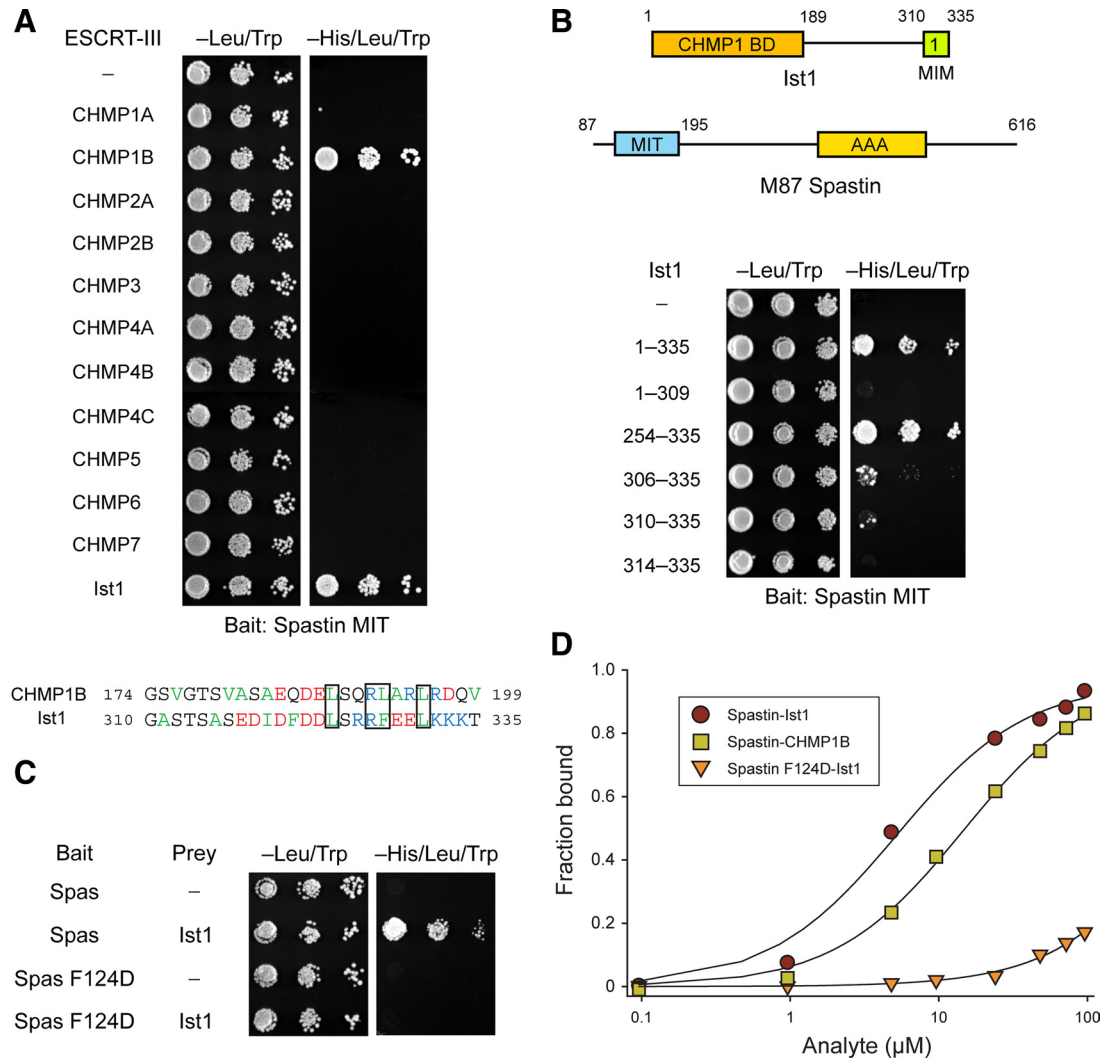 A
ESCRT-III –Leu/Trp –His/Leu/Trp
–
CHMP1A
CHMP1B
CHMP2A
CHMP2B
CHMP3
CHMP4A
CHMP4B
CHMP4C
CHMP5
CHMP6
CHMP7
Ist1
Bait: Spastin MIT
CHMP1B 174 GSVGTSVASAEQDELSQRLARLRDQV 199
Ist1 310 GASTSASEDIDFDDLSRRFEELKKKT 335
B
1 189 310 335
CHMP1 BD 1
Ist1 MIM
87 195 616
MIT AAA
M87 Spastin
Ist1 –Leu/Trp –His/Leu/Trp
–
1–335
1–309
254–335
306–335
310–335
314–335
Bait: Spastin MIT
C
Bait Prey –Leu/Trp –His/Leu/Trp
Spas –
Spas Ist1
Spas F124D –
Spas F124D Ist1
D
Fraction bound
1.0
0.8
0.6
0.4
0.2
0
Spastin-Ist1
Spastin-CHMP1B
Spastin F124D-Ist1
0.1 1 10 100
Analyte (µM)